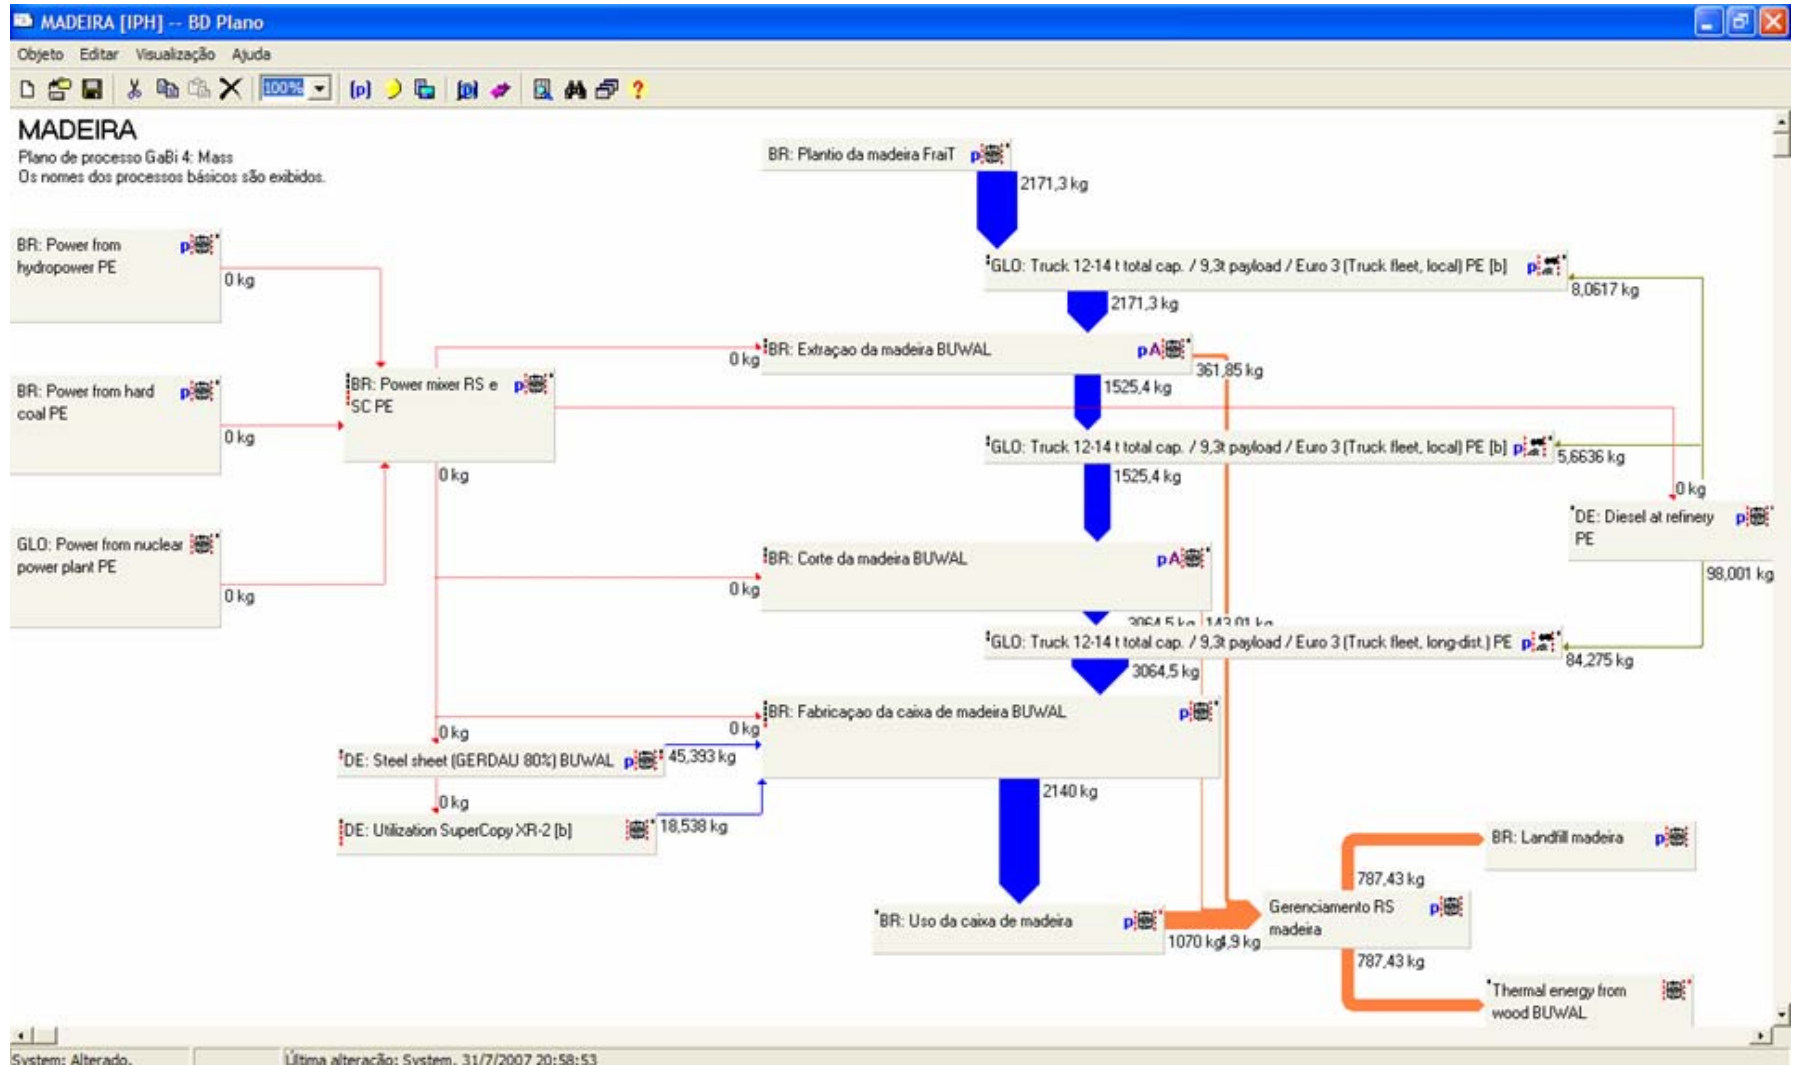 MADEIRA [IPH] -- BD Plano
Objeto Editar Visualização Ajuda
100% [p] [p] ?
MADEIRA
Plano de processo GaBi 4: Mass
Os nomes dos processos básicos são exibidos.
BR: Plantio da madeira FraiT p
2171,3 kg
BR: Power from
hydropower PE p
0 kg
GLO: Truck 12-14 t total cap. / 9,3t payload / Euro 3 (Truck fleet, local) PE [b] p
8,0617 kg
2171,3 kg
0 kg
BR: Extraçao da madeira BUWAL pA
361,85 kg
1525,4 kg
BR: Power mixer RS e
SC PE p
0 kg
BR: Power from hard
coal PE p
0 kg
GLO: Truck 12-14 t total cap. / 9,3t payload / Euro 3 (Truck fleet, local) PE [b] p
5,6636 kg
1525,4 kg
0 kg
DE: Diesel at refinery
PE p
98,001 kg
GLO: Power from nuclear
power plant PE
0 kg
BR: Corte da madeira BUWAL pA
0 kg
3064,5 kg 143,01 kg
GLO: Truck 12-14 t total cap. / 9,3t payload / Euro 3 (Truck fleet, long-dist.) PE p
84,275 kg
3064,5 kg
BR: Fabricaçao da caixa de madeira BUWAL p
0 kg
0 kg
DE: Steel sheet (GERDAU 80%) BUWAL p
45,393 kg
0 kg
DE: Utilization SuperCopy XR-2 [b]
18,538 kg
2140 kg
BR: Landfill madeira p
787,43 kg
BR: Uso da caixa de madeira p
1070 kg 4,9 kg
Gerenciamento RS
madeira p
787,43 kg
Thermal energy from
wood BUWAL
System: Alterado.
Última alteração: System, 31/7/2007 20:58:53